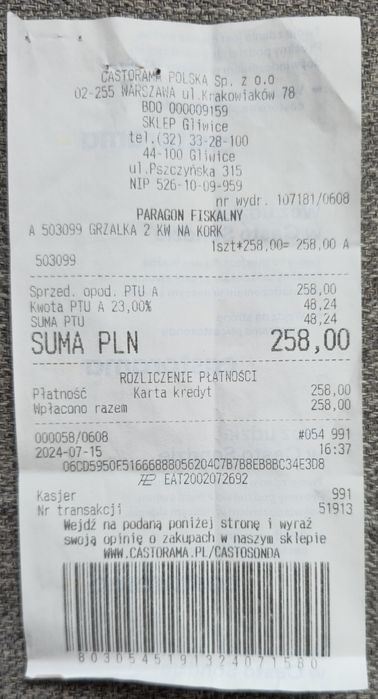 CASTORAMA POLSKA Sp. z o.o
02-255 WARSZAWA ul.Krakowiaków 78
BDO 000009159
SKLEP Gliwice
tel.(32) 33-28-100
44-100 Gliwice
ul.Pszczyńska 315
NIP 526-10-09-959
nr wydr. 107181/0608
PARAGON FISKALNY
A 503099 GRZAŁKA 2 KW NA KORK
1szt*258,00= 258,00 A
503099
Sprzed. opod. PTU A 258,00
Kwota PTU A 23,00% 48,24
SUMA PTU 48,24
SUMA PLN 258,00
ROZLICZENIE PŁATNOŚCI
Płatność Karta kredyt 258,00
Wpłacono razem 258,00
000058/0608 #054 991
2024-07-15 16:37
06CD5950F51666888056204C7B7B8EB8BC34E3D8
EAT2002072692
Kasjer 991
Nr transakcji 51913
Wejdź na podaną poniżej stronę i wyraź
swoją opinię o zakupach w naszym sklepie
WWW.CASTORAMA.PL/CASTOSONDA
8030545191324071580